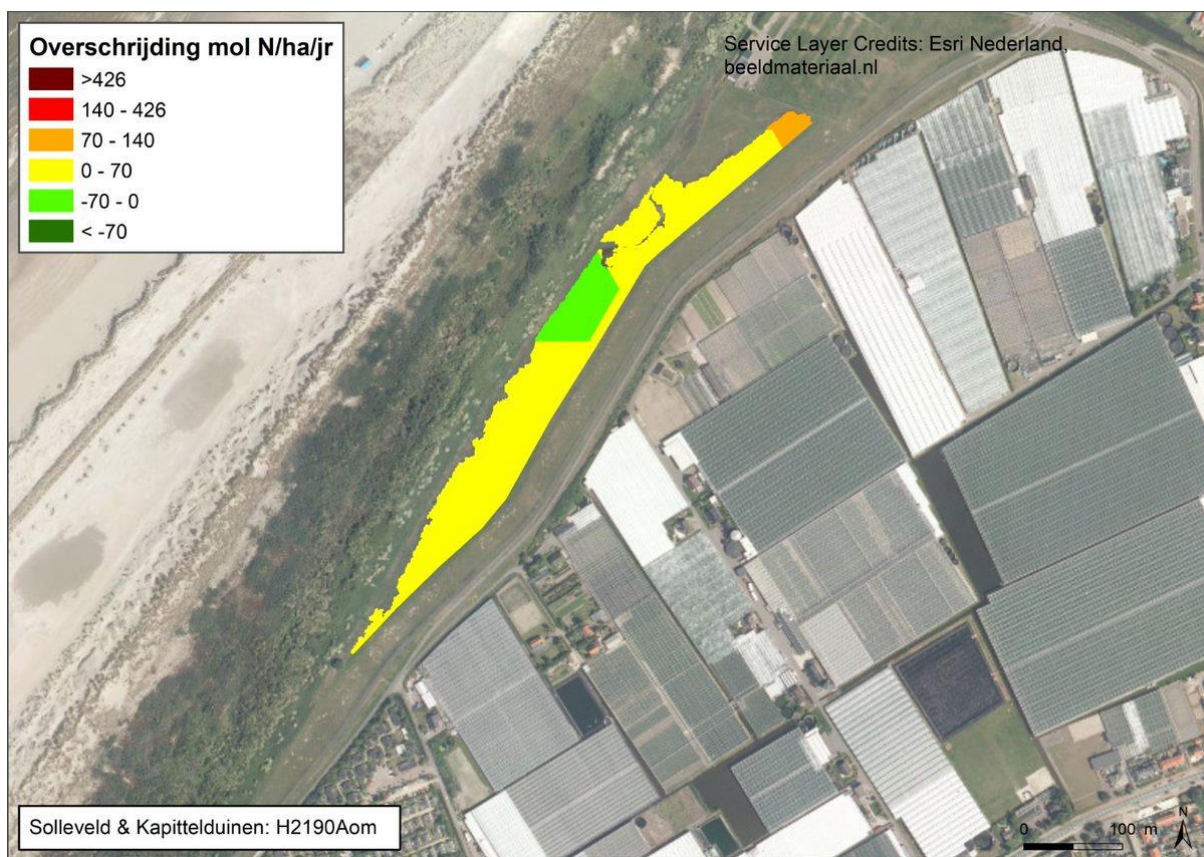 Overschrijding mol N/ha/jr
>426
140 - 426
70 - 140
0 - 70
-70 - 0
< -70
Service Layer Credits: Esri Nederland,
beeldmateriaal.nl
Solleveld & Kapittelduinen: H2190Aom
0 100 m
N